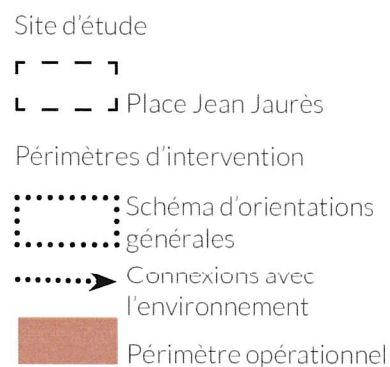 Site d'étude
Place Jean Jaurès
Périmètres d'intervention
Schéma d'orientations
générales
Connexions avec
l'environnement
Périmètre opérationnel